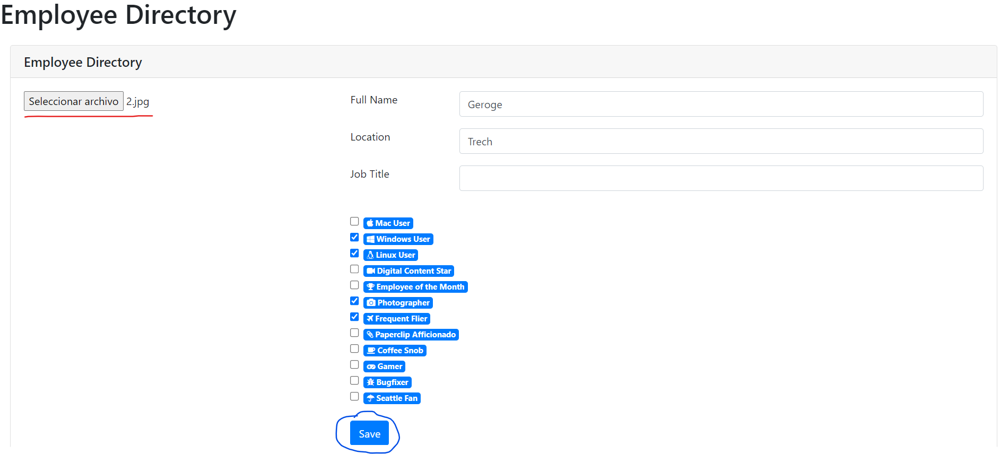 Employee Directory
Employee Directory
Seleccionar archivo 2.jpg
Full Name Geroge
Location Trech
Job Title
Mac User
Windows User
Linux User
Digital Content Star
Employee of the Month
Photographer
Frequent Flier
Paperclip Afficionado
Coffee Snob
Gamer
Bugfixer
Seattle Fan
Save